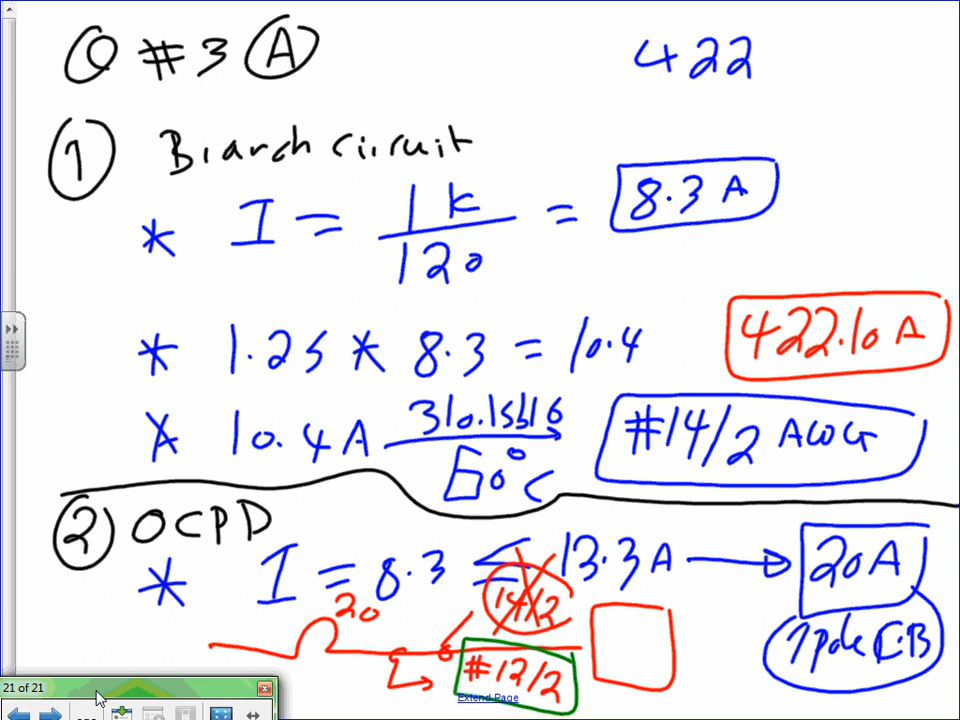 Q #3 A
422
1 Branch circuit
* I = 1k / 120 = 8.3 A
* 1.25 * 8.3 = 10.4
422.10 A
* 10.4 A 310.15b16 60°C #14/2 AWG
2 OCPD
* I = 8.3 ≤ 13.3 A → 20 A
1 pole C.B
20
14/2
#12/2
21 of 21
Extend Page